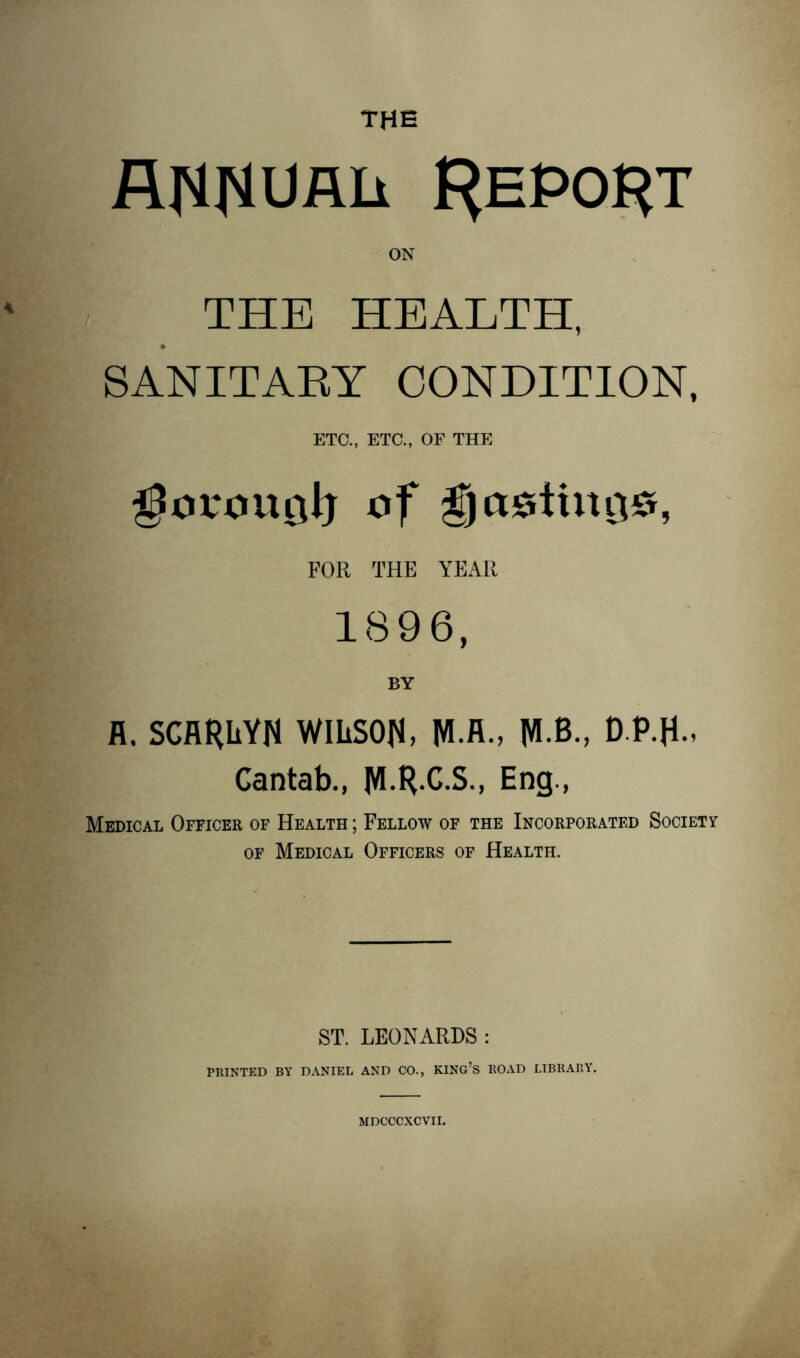 THE
ANNUAL REPORT
ON
THE HEALTH,
SANITARY CONDITION,
ETC., ETC., OF THE
Borough of Hastings,
FOR THE YEAR
1896,
BY
A. SCARLYN WILSON, M.A., M.B., D.P.H.,
Cantab., M.R.C.S., Eng.,
MEDICAL OFFICER OF HEALTH; FELLOW OF THE INCORPORATED SOCIETY
OF MEDICAL OFFICERS OF HEALTH.
ST. LEONARDS :
PRINTED BY DANIEL AND CO., KING'S ROAD LIBRARY.
MDCCCXCVII.